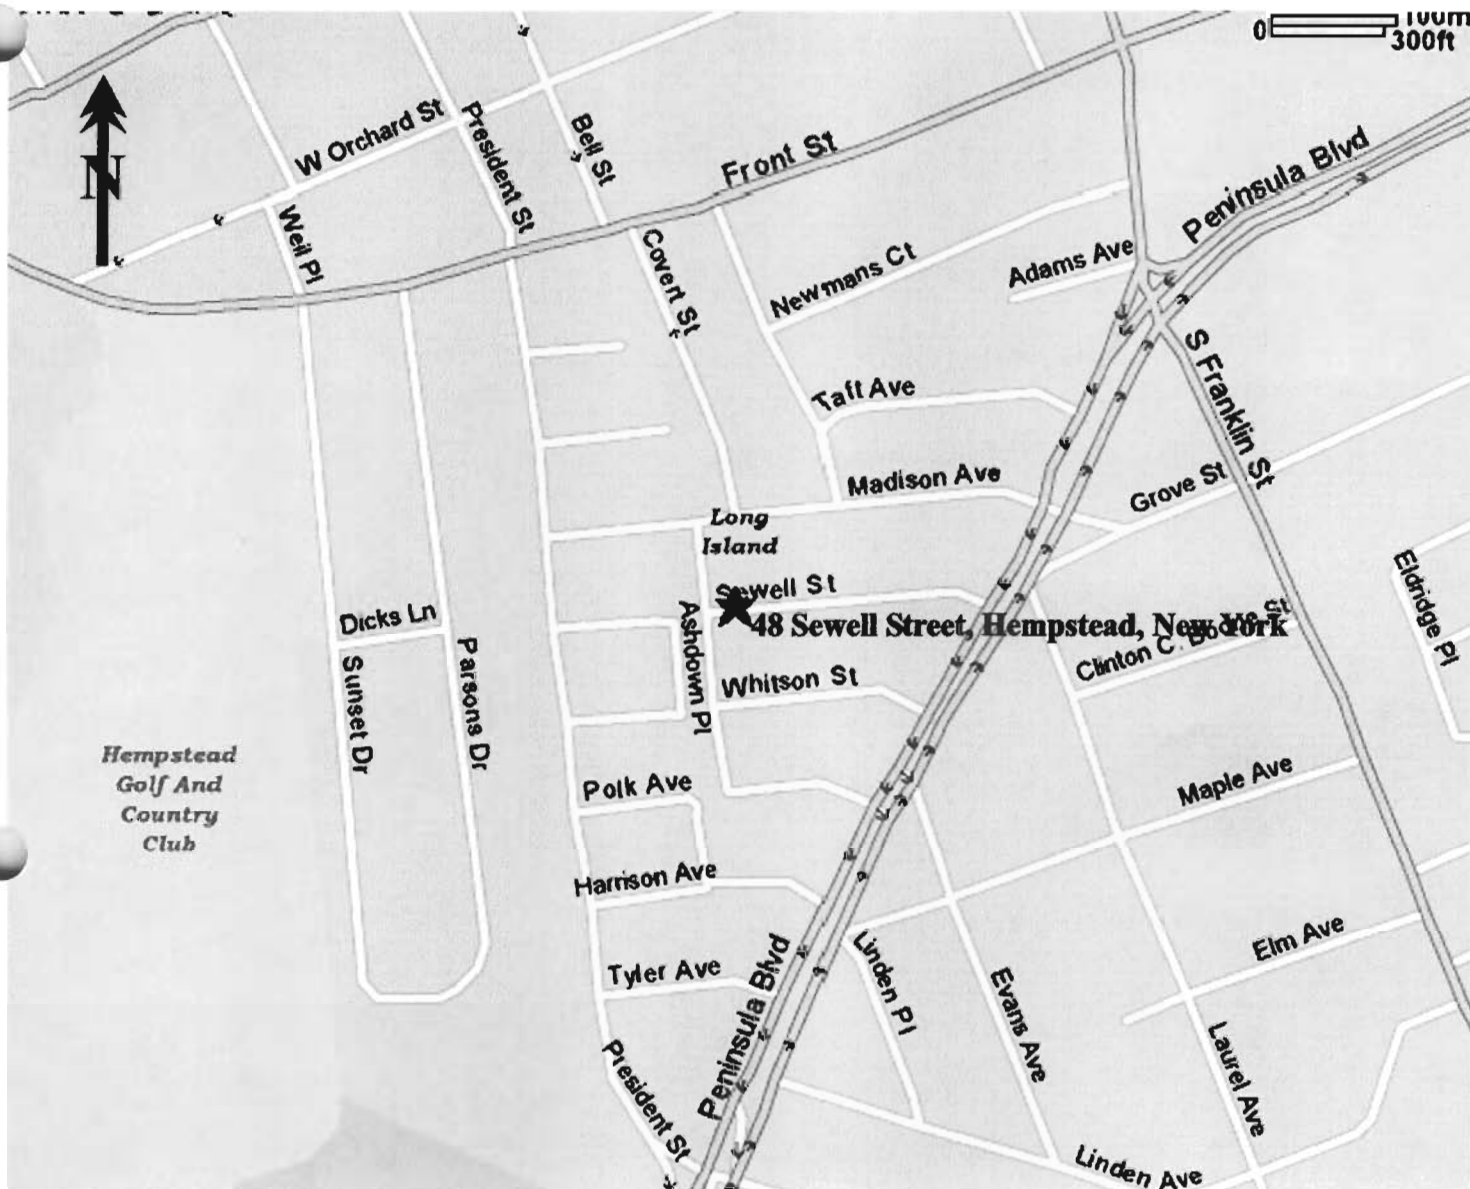 0
100m
300ft
N
W Orchard St
President St
Bell St
Front St
Peninsula Blvd
Weil Pl
Covert St
Newmans Ct
Adams Ave
S Franklin St
Taft Ave
Madison Ave
Grove St
Long
Island
Sewell St
48 Sewell Street, Hempstead, New York
Eldridge Pl
Dicks Ln
Ashdown Pl
Clinton C.
St
Sunset Dr
Parsons Dr
Whitson St
Hempstead
Golf And
Country
Club
Polk Ave
Maple Ave
Harrison Ave
Tyler Ave
Peninsula Blvd
Linden Pl
Evans Ave
Elm Ave
Laurel Ave
President St
Linden Ave